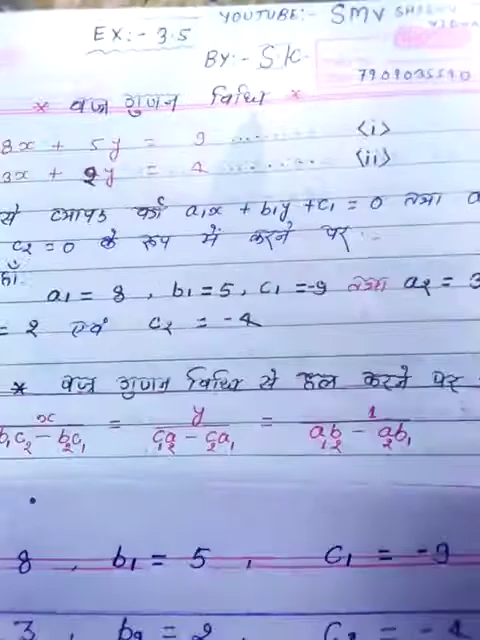 YOUTUBE:- SMV
EX:- 3.5
BY:- S.K.
* वज्र गुणन विधि *
8x + 5y = 9 ......... <i>
3x + 2y = 4 ......... <ii>
से व्यापक रूप a₁x + b₁y + c₁ = 0 तथा
c₂ = 0 के रूप में करने पर :-
a₁ = 8 , b₁ = 5 , c₁ = -9 तथा a₂ = 3
= 2 एवं c₂ = -4
* वज्र गुणन विधि से हल करने पर
x/(b₁c₂ - b₂c₁) = y/(c₁a₂ - c₂a₁) = 1/(a₁b₂ - a₂b₁)
8 , b₁ = 5 , c₁ = -9
3 , b₂ = 2 , c₂ = -4